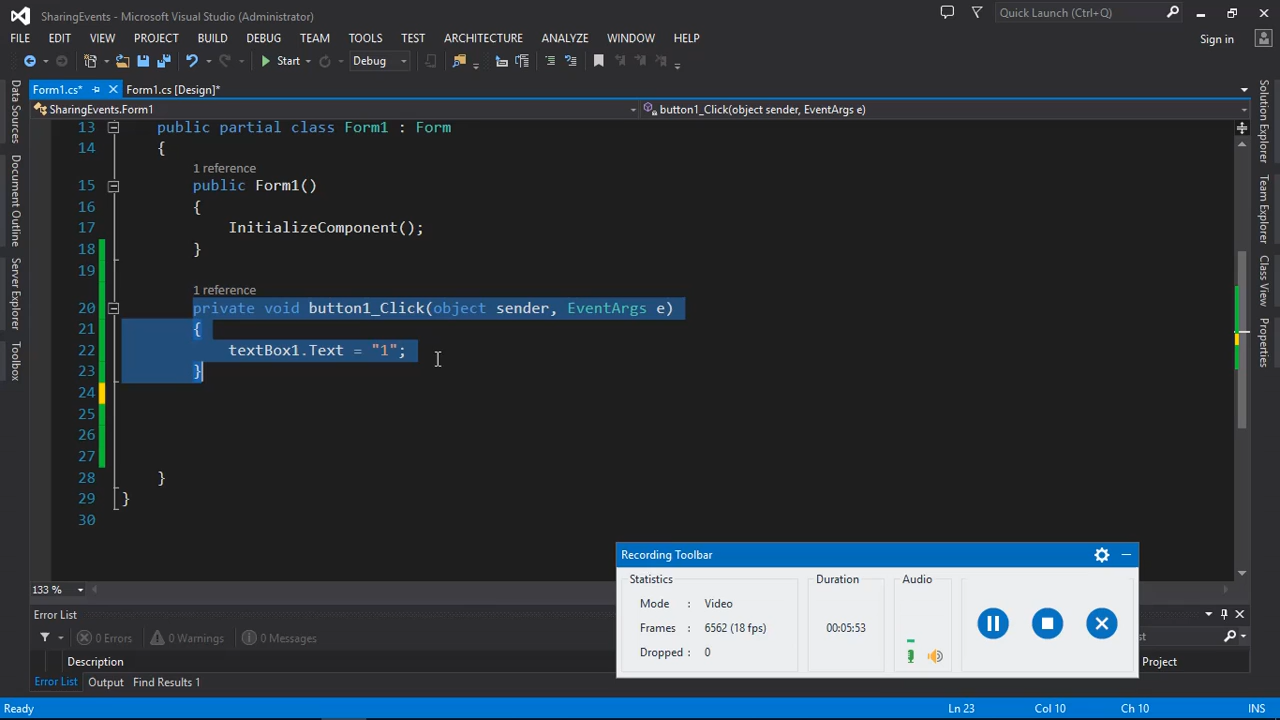 SharingEvents - Microsoft Visual Studio (Administrator)
Quick Launch (Ctrl+Q)
FILE EDIT VIEW PROJECT BUILD DEBUG TEAM TOOLS TEST ARCHITECTURE ANALYZE WINDOW HELP
Sign in
Start Debug
Form1.cs* Form1.cs [Design]*
SharingEvents.Form1 button1_Click(object sender, EventArgs e)
Data Sources
Document Outline
Server Explorer
Toolbox
13 public partial class Form1 : Form
14 {
1 reference
15 public Form1()
16 {
17 InitializeComponent();
18 }
19
1 reference
20 private void button1_Click(object sender, EventArgs e)
21 {
22 textBox1.Text = "1";
23 }
24
25
26
27
28 }
29 }
30
Solution Explorer
Team Explorer
Class View
Properties
133 %
Recording Toolbar
Statistics Duration Audio
Mode : Video
Frames : 6562 (18 fps) 00:05:53
Dropped : 0
Error List
0 Errors 0 Warnings 0 Messages
Description Project
Error List Output Find Results 1
Ready Ln 23 Col 10 Ch 10 INS